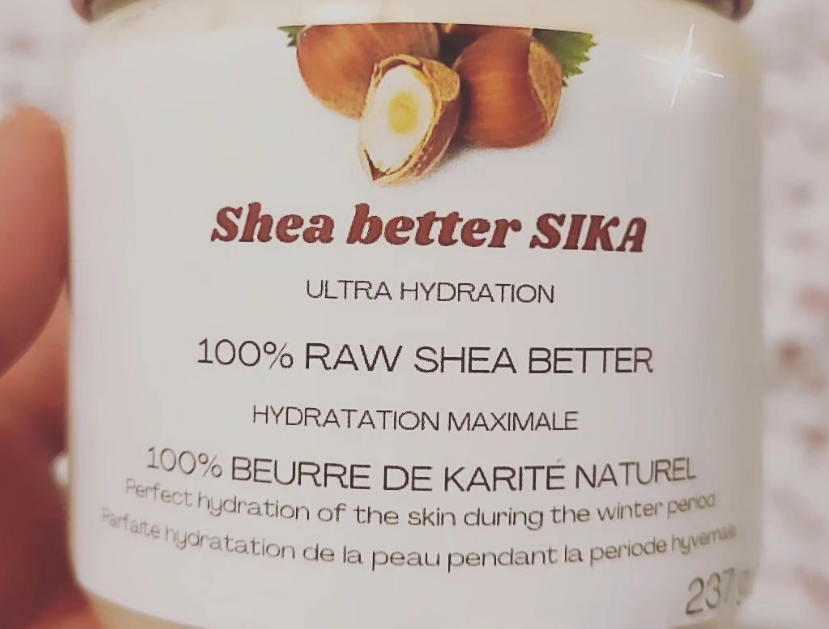 Shea better SIKA
ULTRA HYDRATION
100% RAW SHEA BETTER
HYDRATATION MAXIMALE
100% BEURRE DE KARITÉ NATUREL
Perfect hydration of the skin during the winter period
Parfaite hydratation de la peau pendant la periode hyvernale
237 g